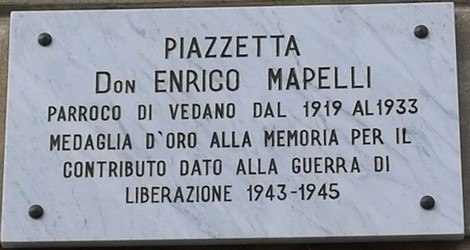 PIAZZETTA
DON ENRICO MAPELLI
PARROCO DI VEDANO DAL 1919 AL 1933
MEDAGLIA D'ORO ALLA MEMORIA PER IL
CONTRIBUTO DATO ALLA GUERRA DI
LIBERAZIONE 1943-1945